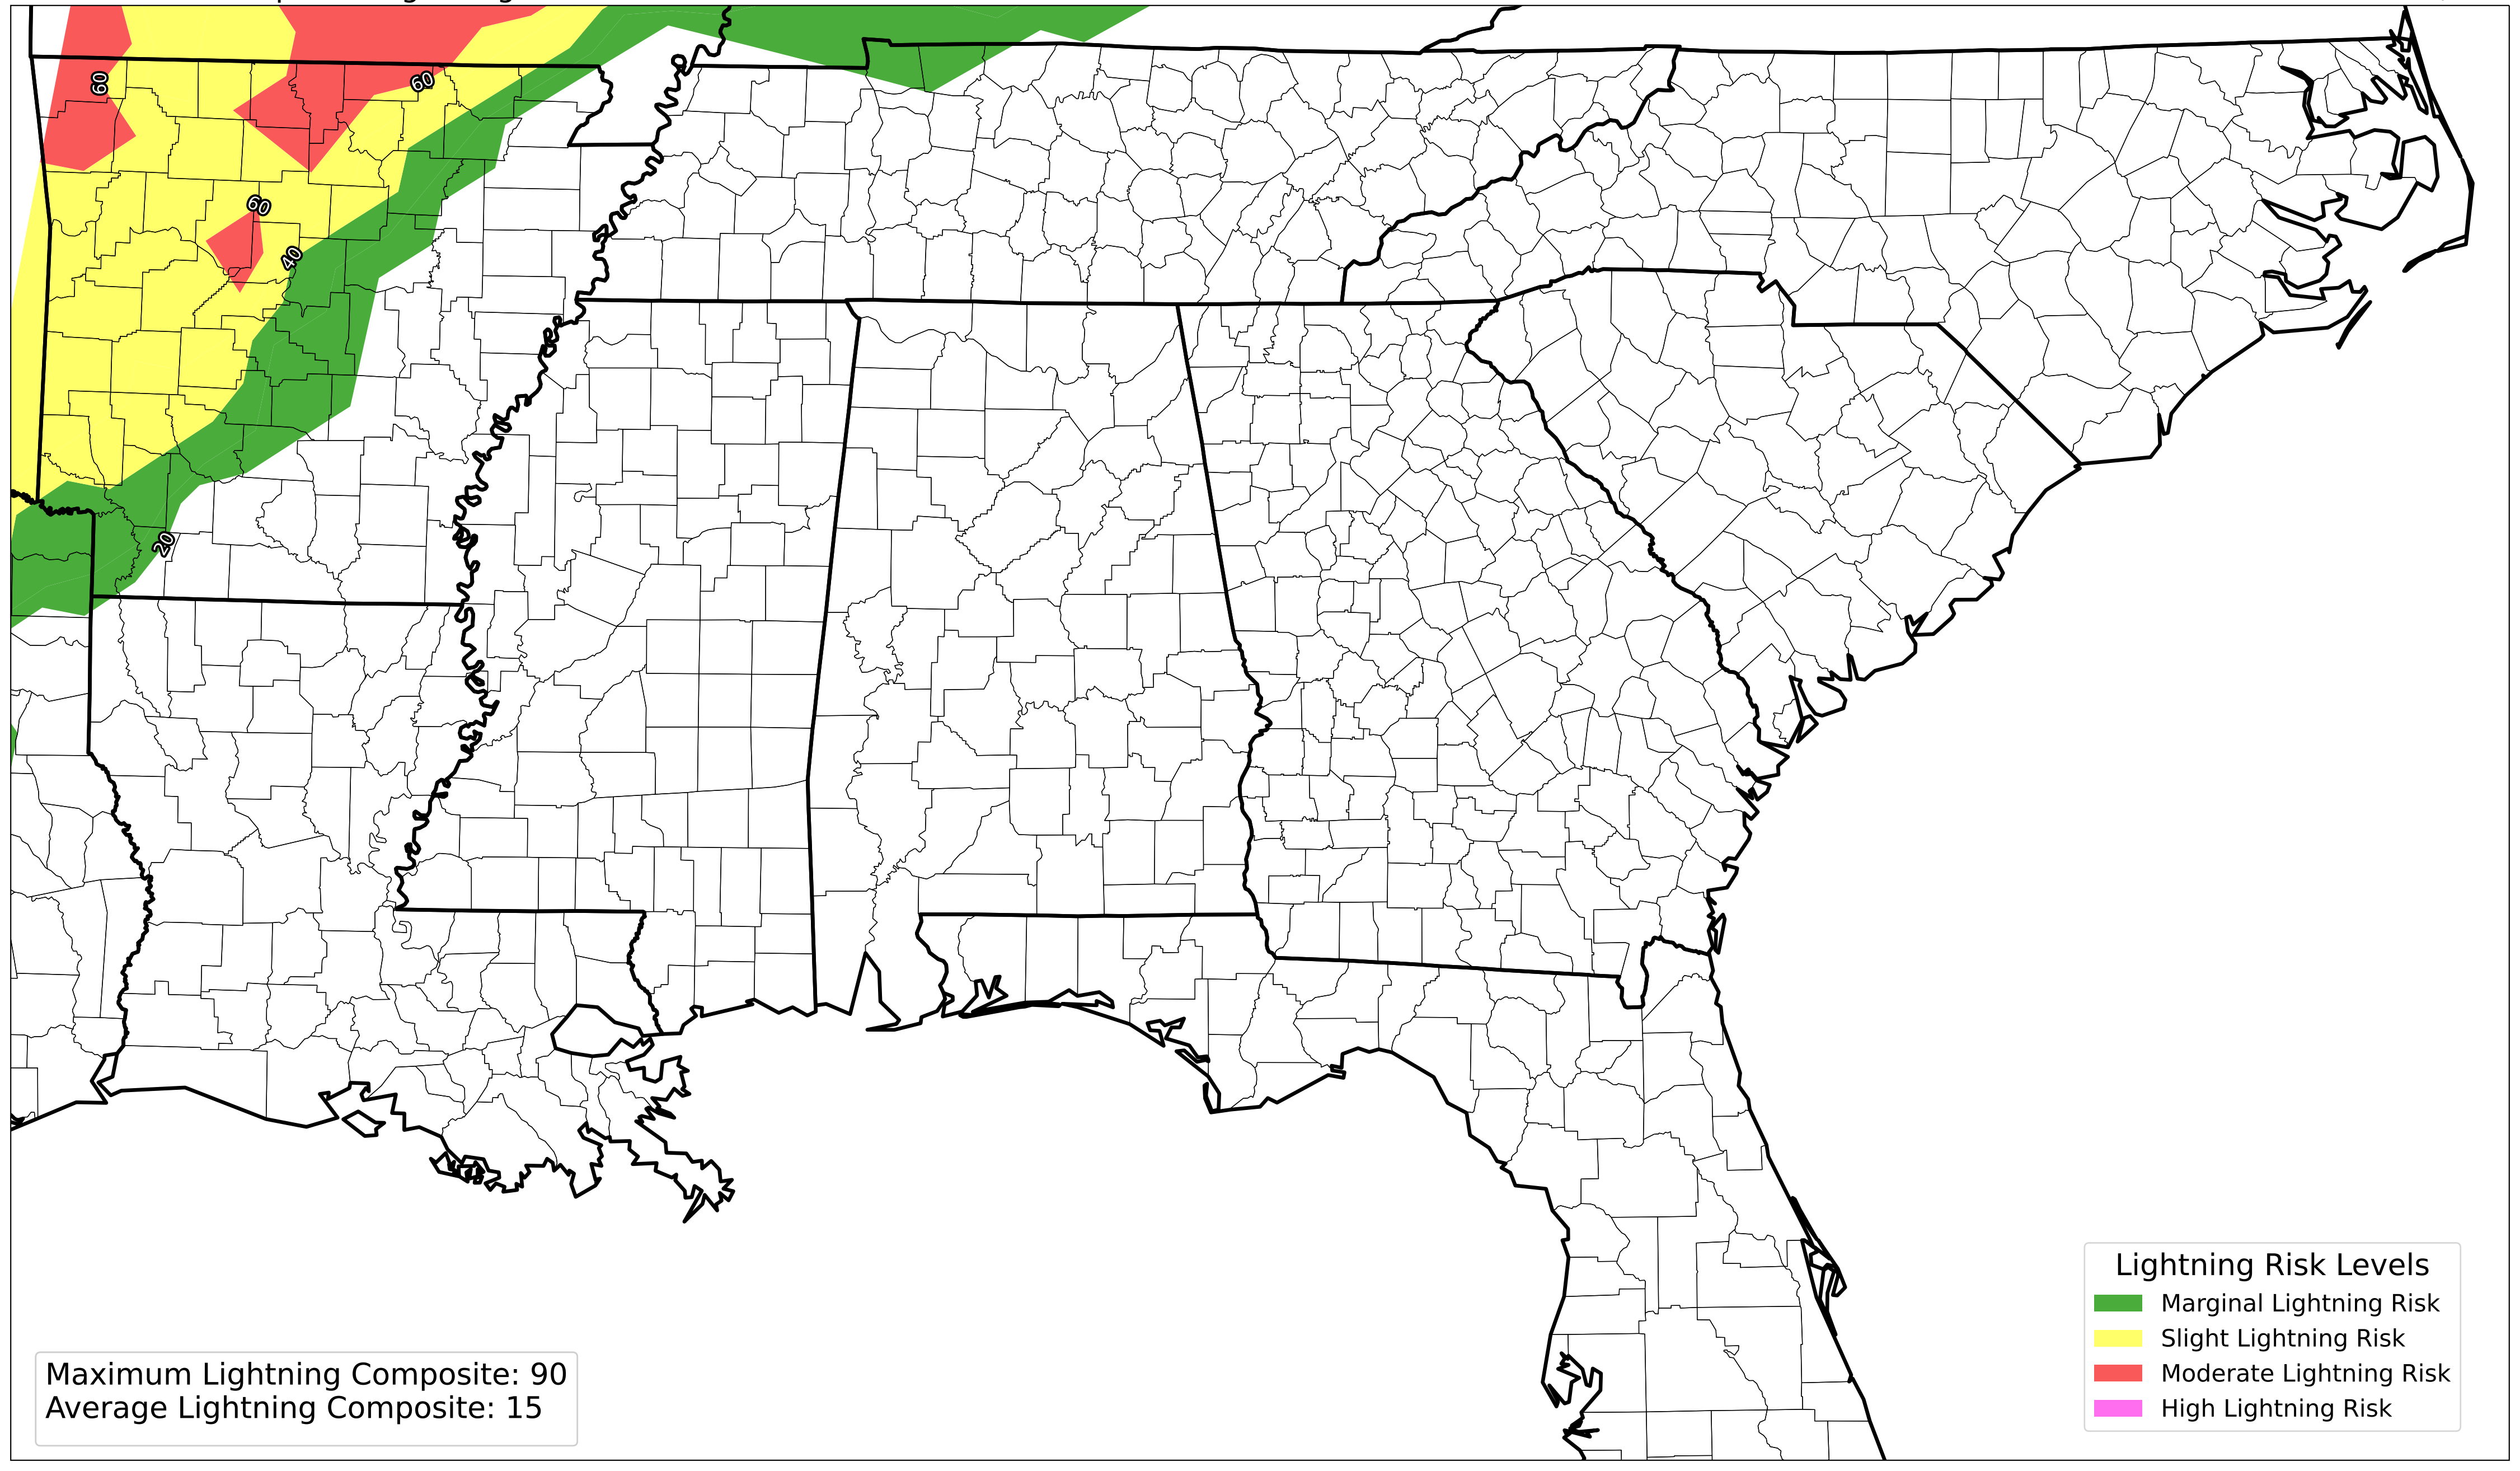 60
60
60
40
20
Lightning Risk Levels
Marginal Lightning Risk
Slight Lightning Risk
Moderate Lightning Risk
High Lightning Risk
Maximum Lightning Composite: 90
Average Lightning Composite: 15